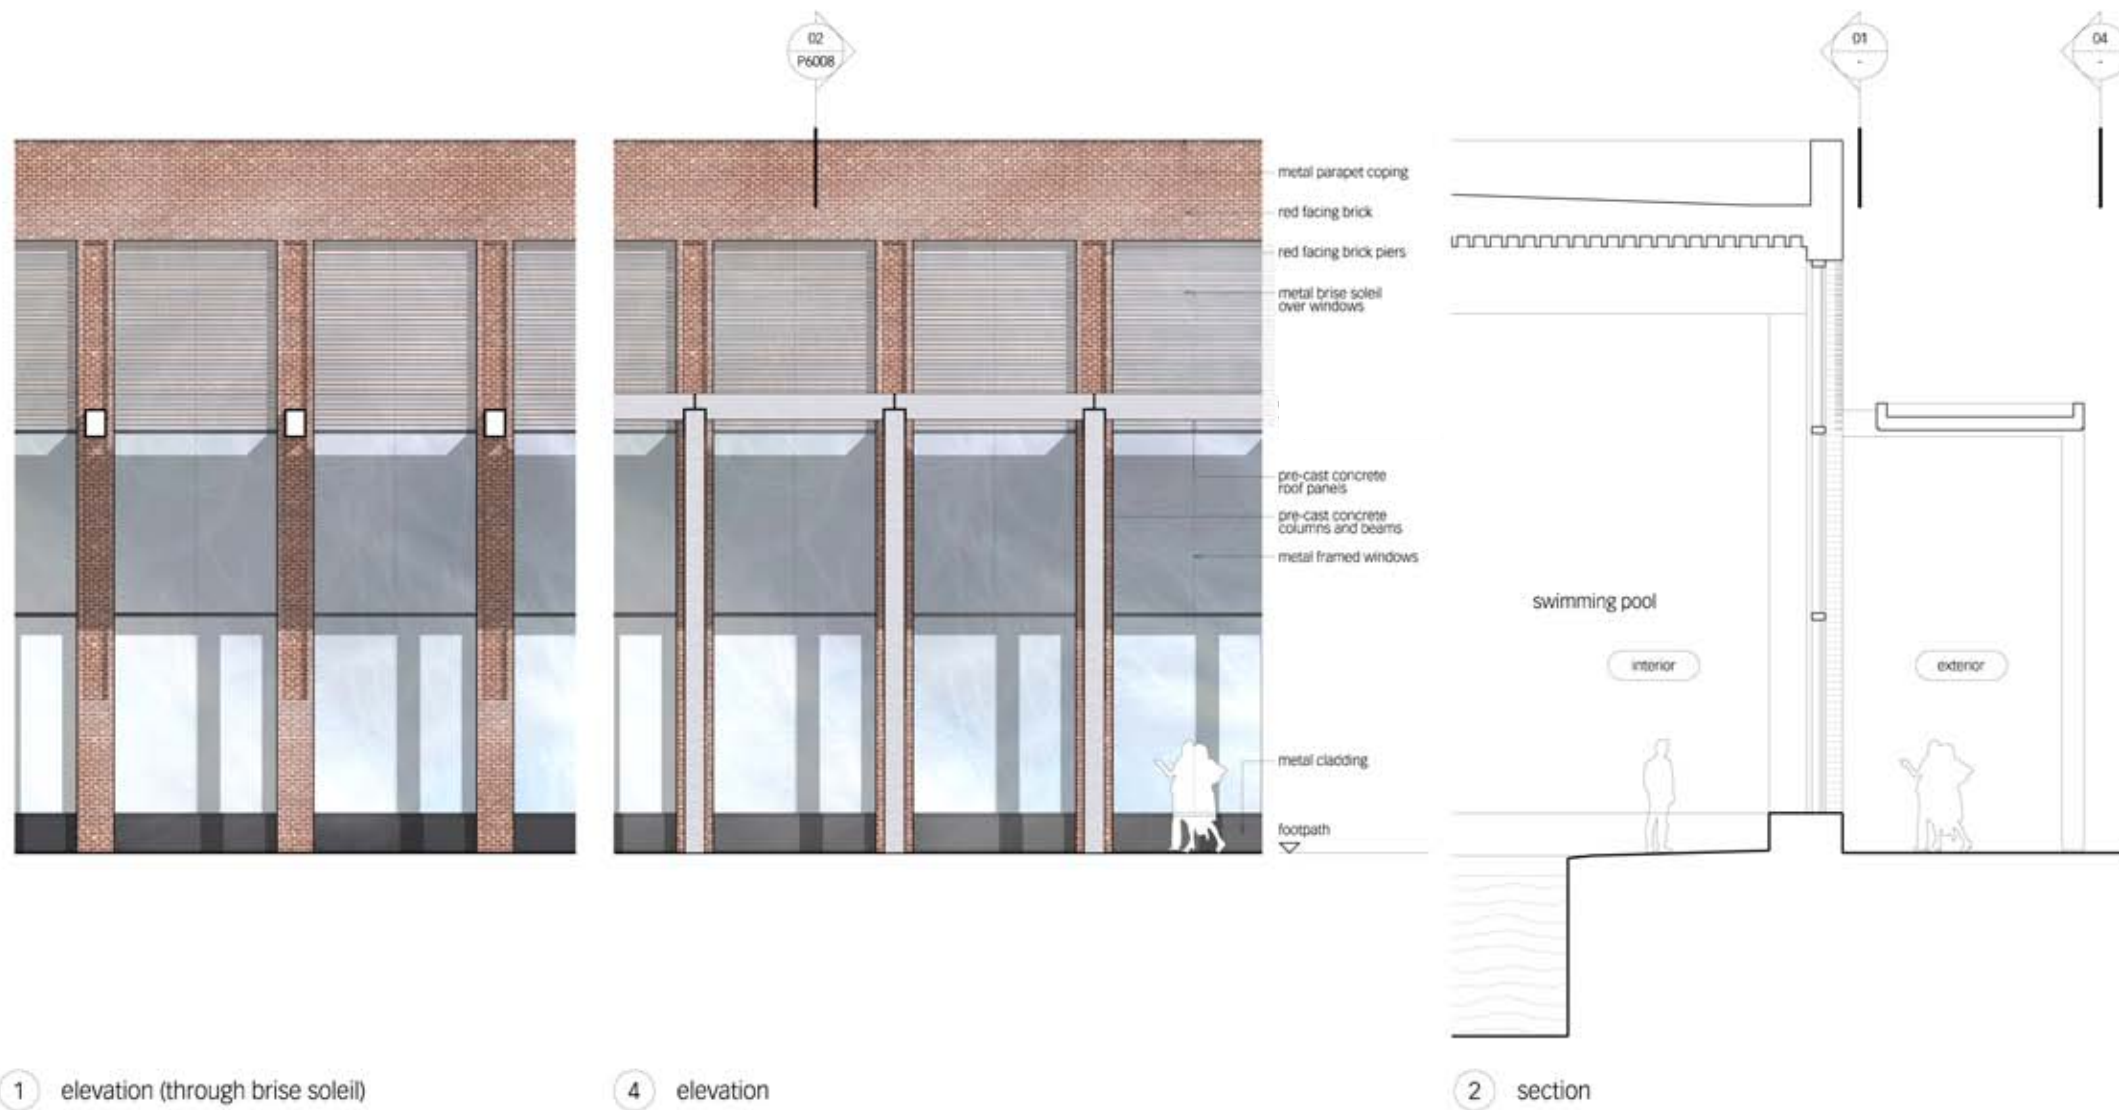 02
P6008
01
-
04
-
metal parapet coping
red facing brick
red facing brick piers
metal brise soleil
over windows
pre-cast concrete
roof panels
pre-cast concrete
columns and beams
metal framed windows
metal cladding
footpath
swimming pool
interior
exterior
1 elevation (through brise soleil)
4 elevation
2 section